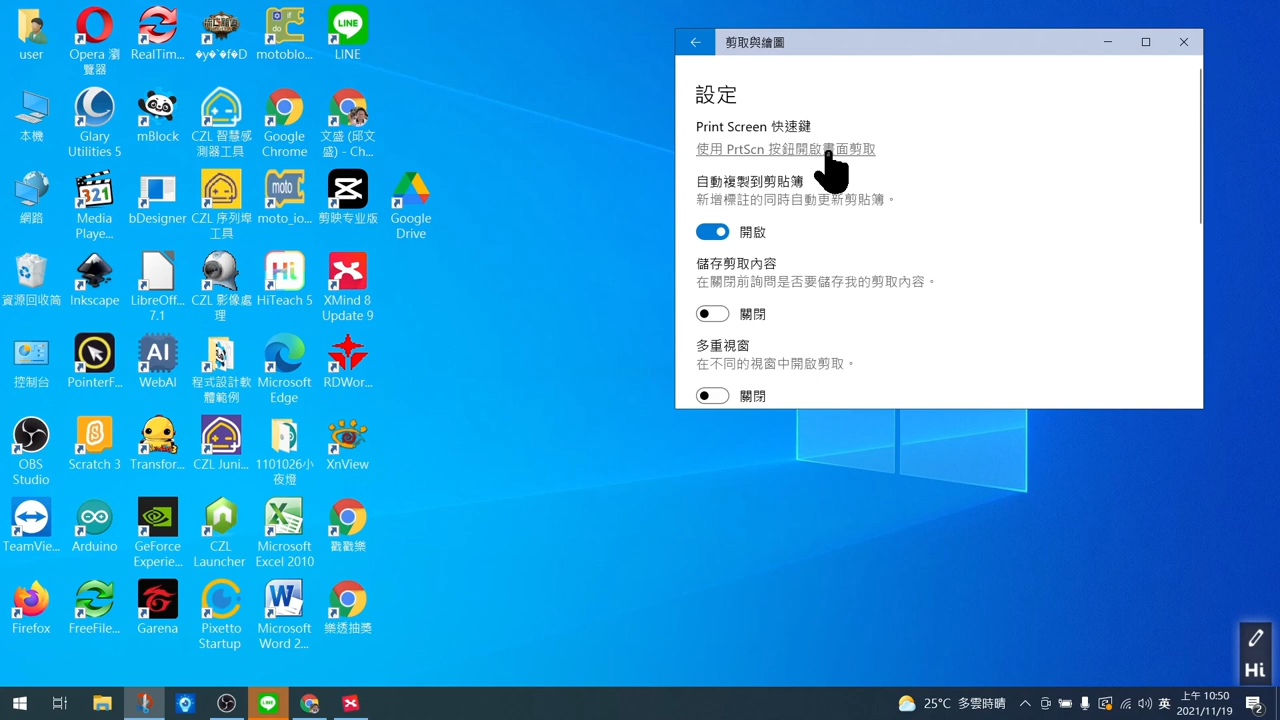 user
Opera 瀏
覽器
RealTim...
�y�`�f�D
motoblo...
LINE
本機
Glary
Utilities 5
mBlock
CZL 智慧感
測器工具
Google
Chrome
文盛 (邱文
盛) - Ch...
網路
Media
Playe...
bDesigner
CZL 序列埠
工具
moto_io...
剪映专业版
Google
Drive
資源回收筒
Inkscape
LibreOff...
7.1
CZL 影像處
理
HiTeach 5
XMind 8
Update 9
控制台
PointerF...
WebAI
程式設計軟
體範例
Microsoft
Edge
RDWor...
OBS
Studio
Scratch 3
Transfor...
CZL Juni...
1101026小
夜燈
XnView
TeamVie...
Arduino
GeForce
Experie...
CZL
Launcher
Microsoft
Excel 2010
戳戳樂
Firefox
FreeFile...
Garena
Pixetto
Startup
Microsoft
Word 2...
樂透抽獎
剪取與繪圖
設定
Print Screen 快速鍵
使用 PrtScn 按鈕開啟畫面剪取
自動複製到剪貼簿
新增標註的同時自動更新剪貼簿。
開啟
儲存剪取內容
在關閉前詢問是否要儲存我的剪取內容。
關閉
多重視窗
在不同的視窗中開啟剪取。
關閉
Hi
25°C 多雲時晴
英
上午 10:50
2021/11/19
2